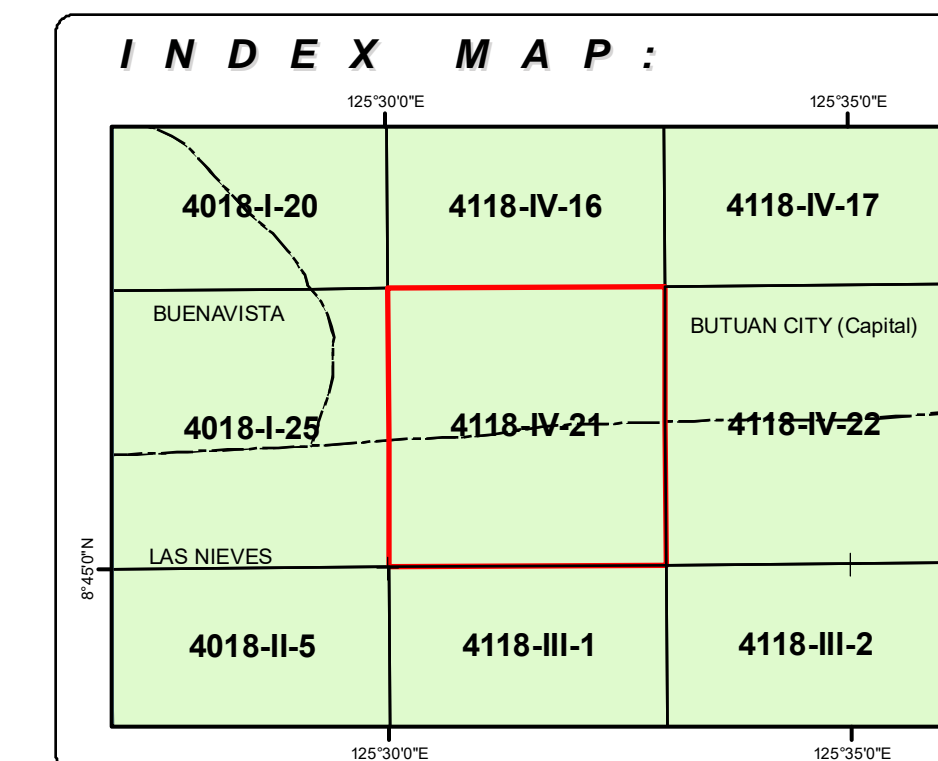 INDEX MAP:
125°30'0"E 125°35'0"E
4018-I-20 4118-IV-16 4118-IV-17
BUENAVISTA
BUTUAN CITY (Capital)
4018-I-25 4118-IV-21 4118-IV-22
8°45'0"N
LAS NIEVES
4018-II-5 4118-III-1 4118-III-2
125°30'0"E 125°35'0"E